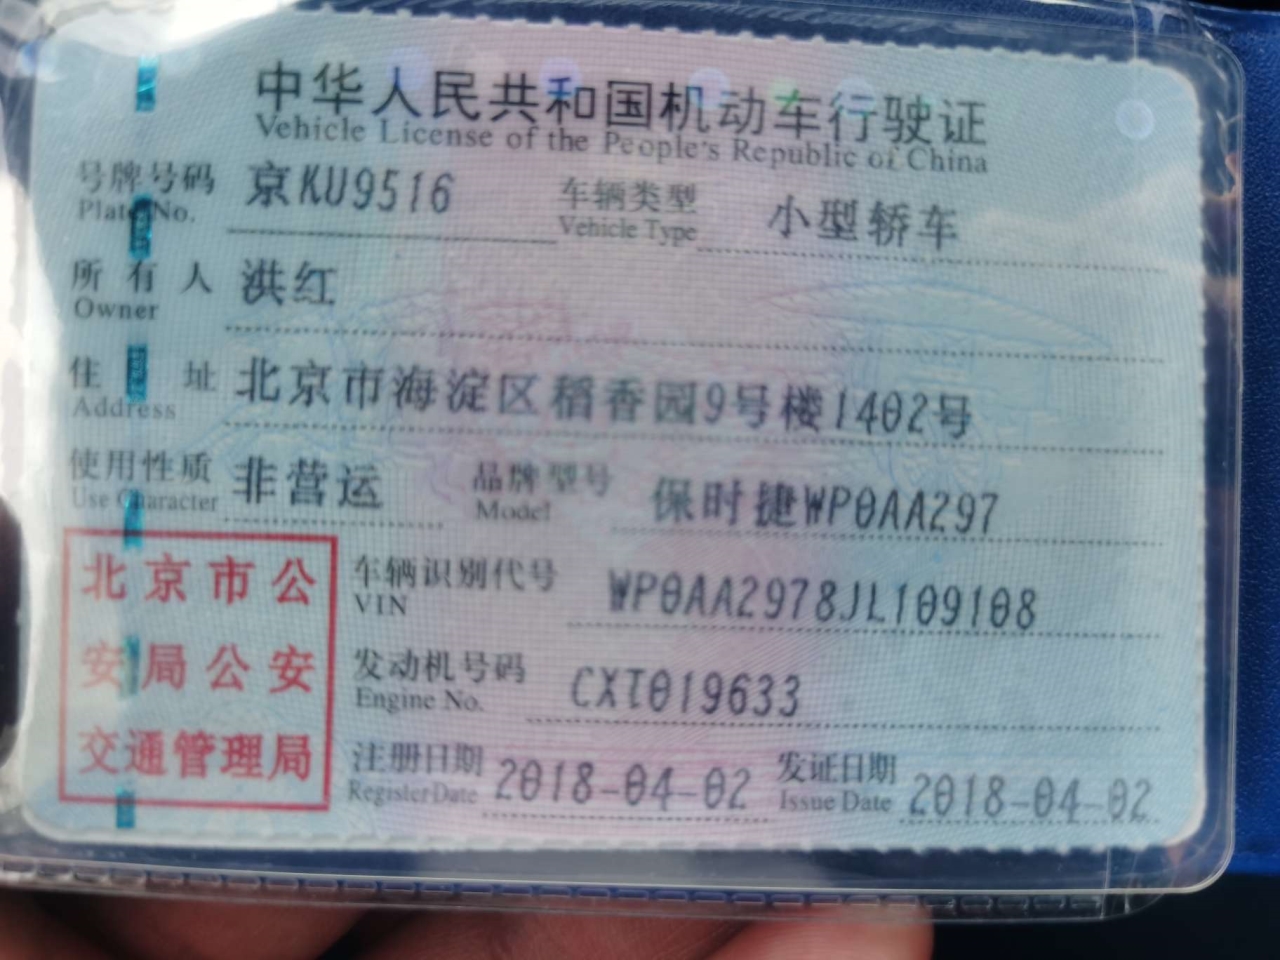 中华人民共和国机动车行驶证
Vehicle License of the People's Republic of China
号牌号码 京KU9516 车辆类型 小型轿车
Plate No. Vehicle Type
所有人 洪红
Owner
住址 北京市海淀区稻香园9号楼1402号
Address
使用性质 非营运 品牌型号 保时捷WP0AA297
Use Character Model
北京市公
安局公安
交通管理局
车辆识别代号 WP0AA2978JL109108
VIN
发动机号码 CXT019633
Engine No.
注册日期 2018-04-02 发证日期 2018-04-02
Register Date Issue Date